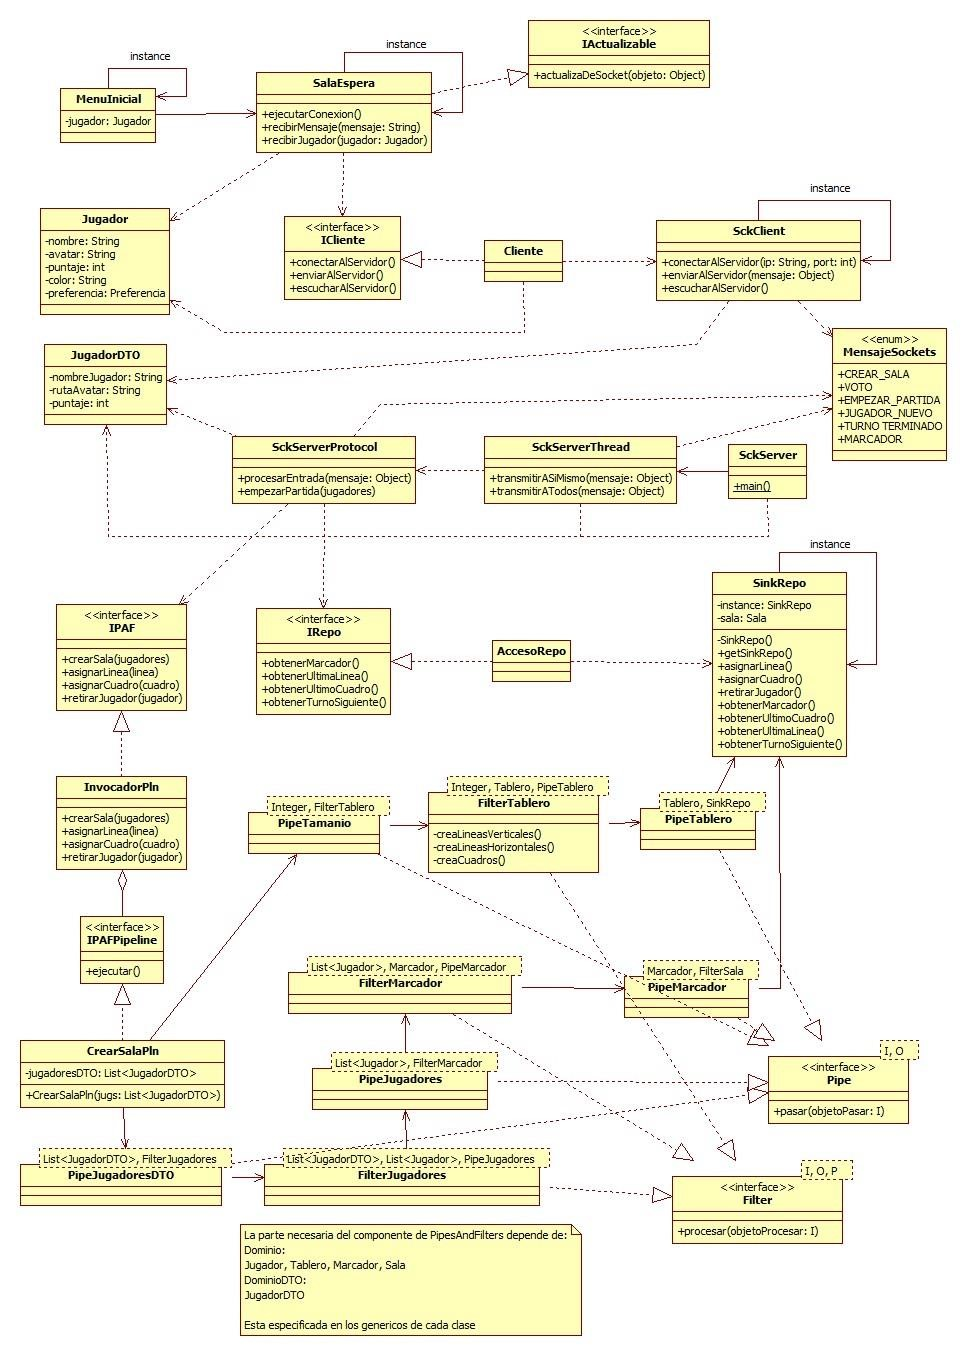 <<interface>>
IActualizable
+actualizaDeSocket(objeto: Object)
instance
SalaEspera
+ejecutarConexion()
+recibirMensaje(mensaje: String)
+recibirJugador(jugador: Jugador)
instance
MenuInicial
-jugador: Jugador
Jugador
-nombre: String
-avatar: String
-puntaje: int
-color: String
-preferencia: Preferencia
<<interface>>
ICliente
+conectarAlServidor()
+enviarAlServidor()
+escucharAlServidor()
Cliente
instance
SckClient
+conectarAlServidor(ip: String, port: int)
+enviarAlServidor(mensaje: Object)
+escucharAlServidor()
JugadorDTO
-nombreJugador: String
-rutaAvatar: String
-puntaje: int
<<enum>>
MensajeSockets
+CREAR_SALA
+VOTO
+EMPEZAR_PARTIDA
+JUGADOR_NUEVO
+TURNO TERMINADO
+MARCADOR
SckServerProtocol
+procesarEntrada(mensaje: Object)
+empezarPartida(jugadores)
SckServerThread
+transmitirASiMismo(mensaje: Object)
+transmitirATodos(mensaje: Object)
SckServer
+main()
<<interface>>
IPAF
+crearSala(jugadores)
+asignarLinea(linea)
+asignarCuadro(cuadro)
+retirarJugador(jugador)
<<interface>>
IRepo
+obtenerMarcador()
+obtenerUltimaLinea()
+obtenerUltimoCuadro()
+obtenerTurnoSiguiente()
AccesoRepo
instance
SinkRepo
-instance: SinkRepo
-sala: Sala
-SinkRepo()
+getSinkRepo()
+asignarLinea()
+asignarCuadro()
+retirarJugador()
+obtenerMarcador()
+obtenerUltimoCuadro()
+obtenerUltimaLinea()
+obtenerTurnoSiguiente()
InvocadorPln
+crearSala(jugadores)
+asignarLinea(linea)
+asignarCuadro(cuadro)
+retirarJugador(jugador)
Integer, FilterTablero
PipeTamanio
Integer, Tablero, PipeTablero
FilterTablero
-creaLineasVerticales()
-creaLineasHorizontales()
-creaCuadros()
Tablero, SinkRepo
PipeTablero
<<interface>>
IPAFPipeline
+ejecutar()
List<Jugador>, Marcador, PipeMarcador
FilterMarcador
Marcador, FilterSala
PipeMarcador
CrearSalaPln
-jugadoresDTO: List<JugadorDTO>
+CrearSalaPln(jugs: List<JugadorDTO>)
List<Jugador>, FilterMarcador
PipeJugadores
I, O
<<interface>>
Pipe
+pasar(objetoPasar: I)
List<JugadorDTO>, FilterJugadores
PipeJugadoresDTO
List<JugadorDTO>, List<Jugador>, PipeJugadores
FilterJugadores
I, O, P
<<interface>>
Filter
+procesar(objetoProcesar: I)
La parte necesaria del componente de PipesAndFilters depende de:
Dominio:
Jugador, Tablero, Marcador, Sala
DominioDTO:
JugadorDTO
Esta especificada en los genericos de cada clase